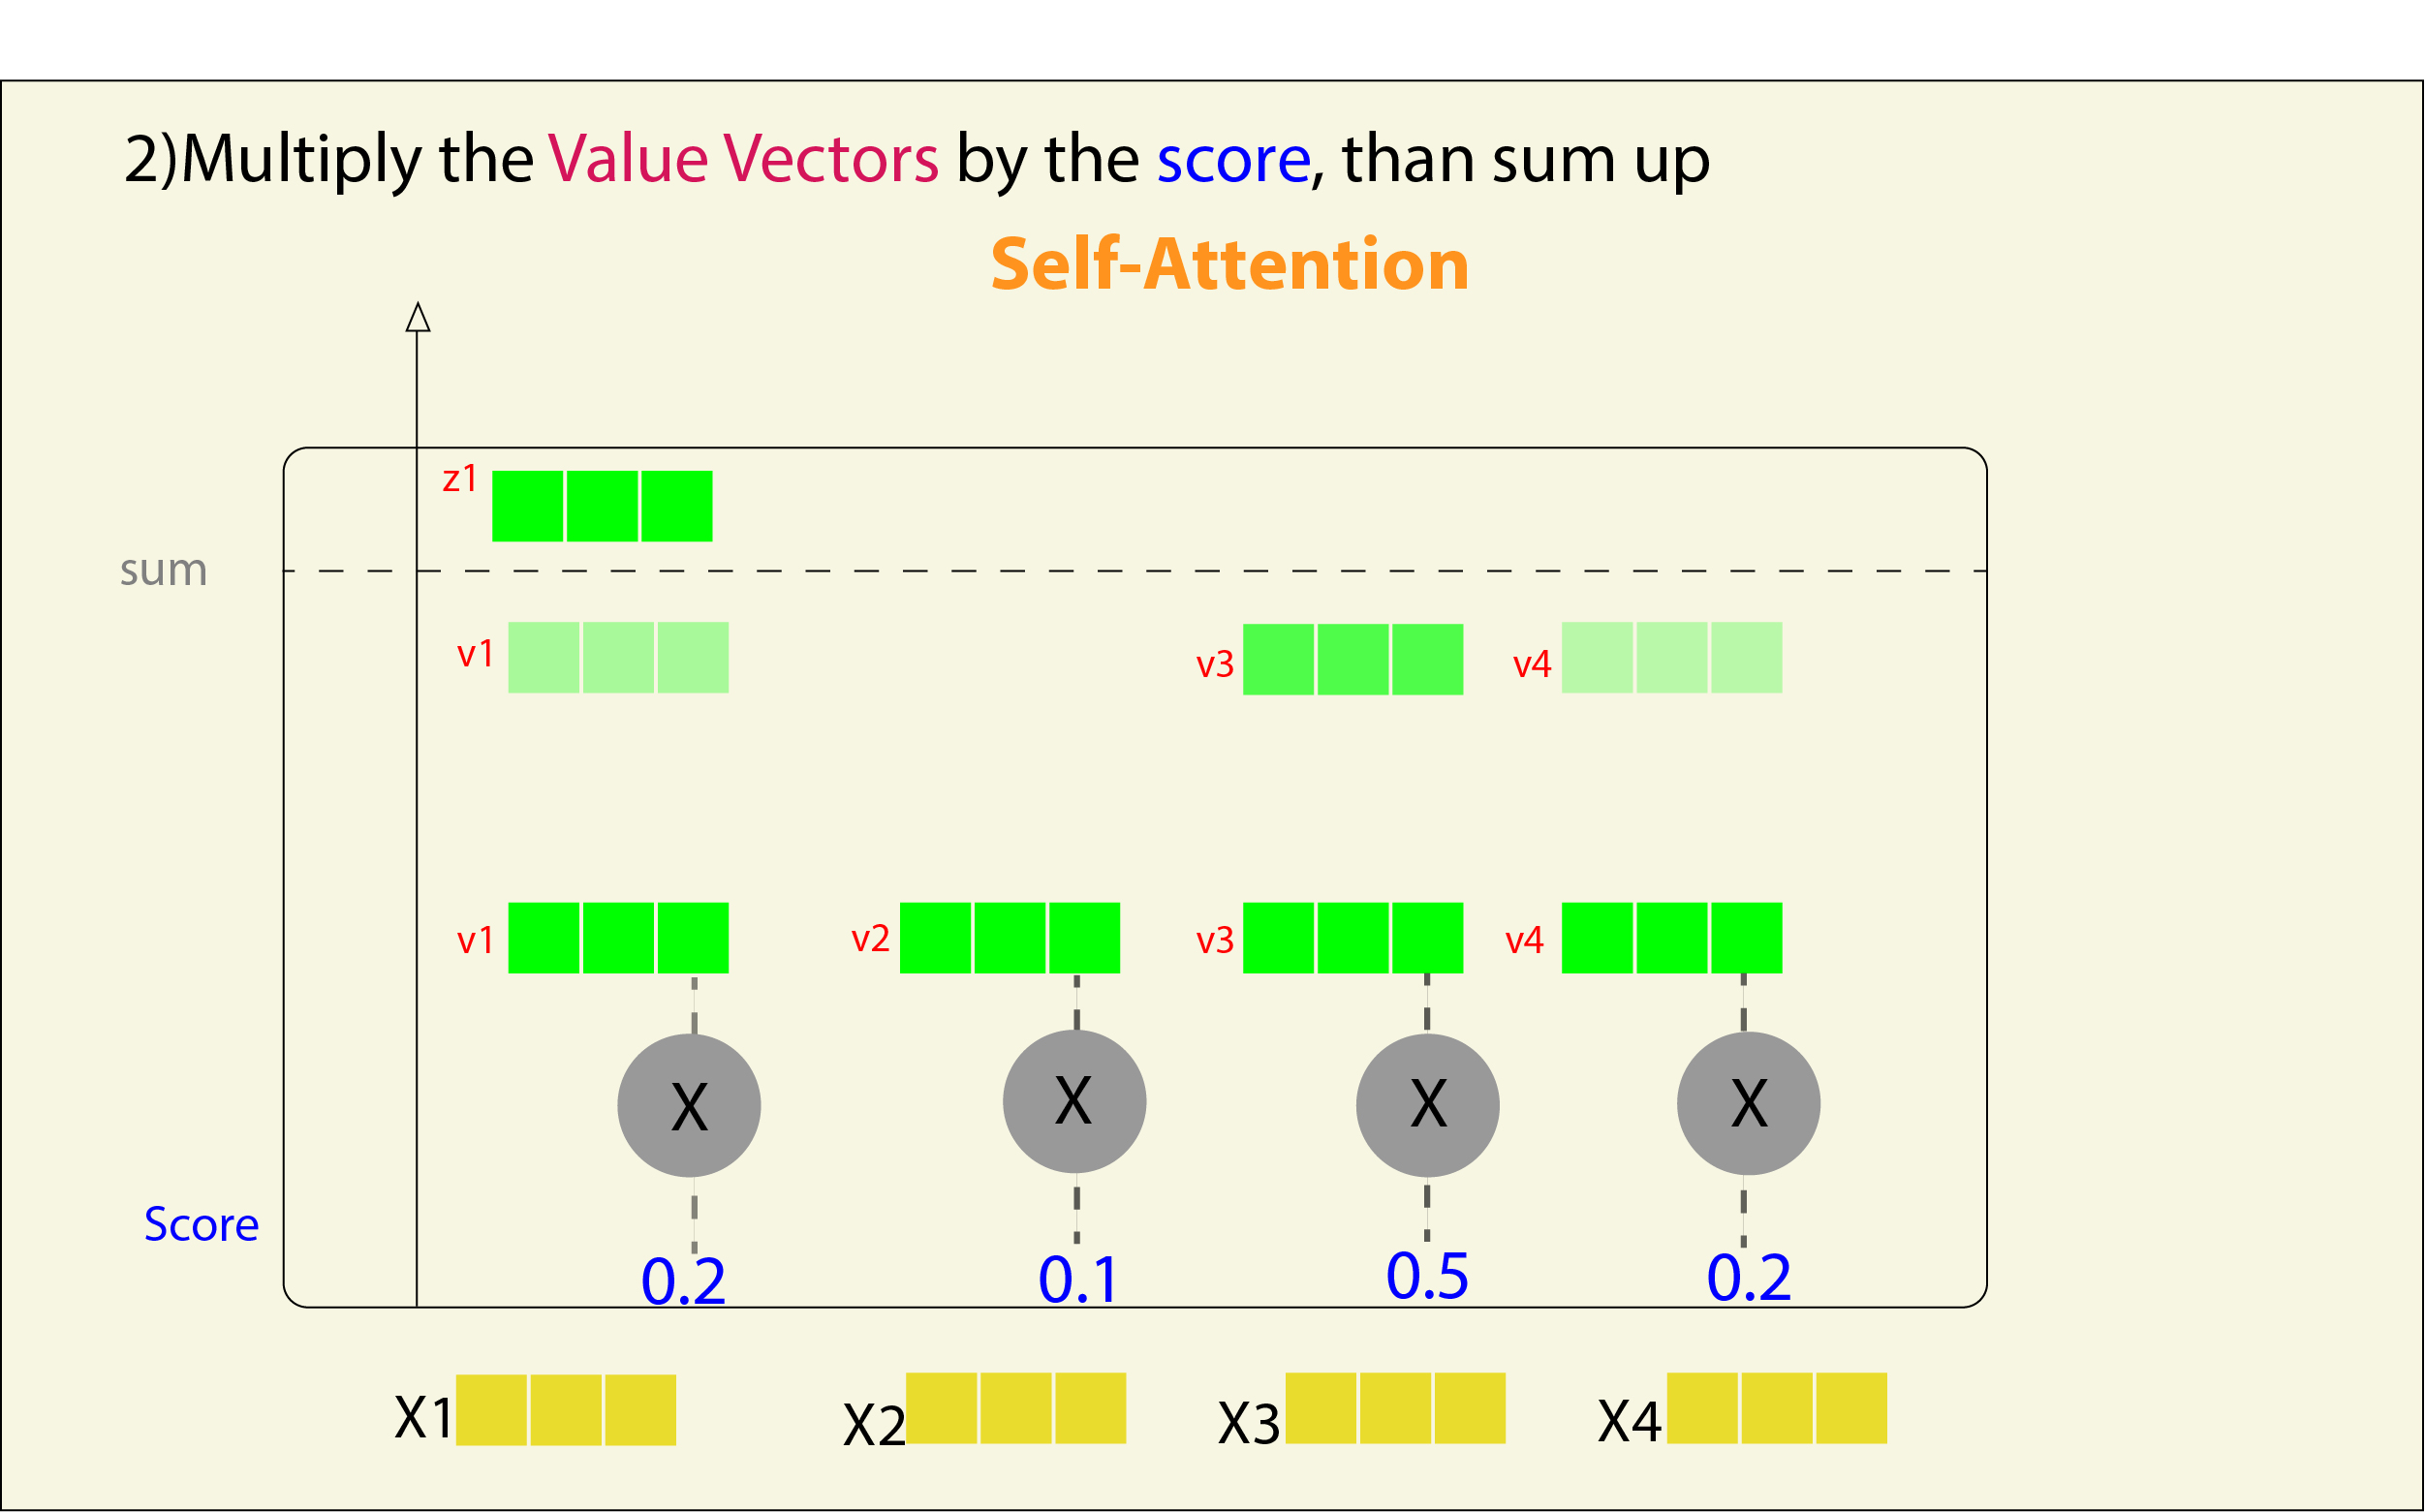 2)Multiply the Value Vectors by the score, than sum up
Self-Attention
z1
sum
v1 v3 v4
v1 v2 v3 v4
X X X X
Score
0.2 0.1 0.5 0.2
X1 X2 X3 X4